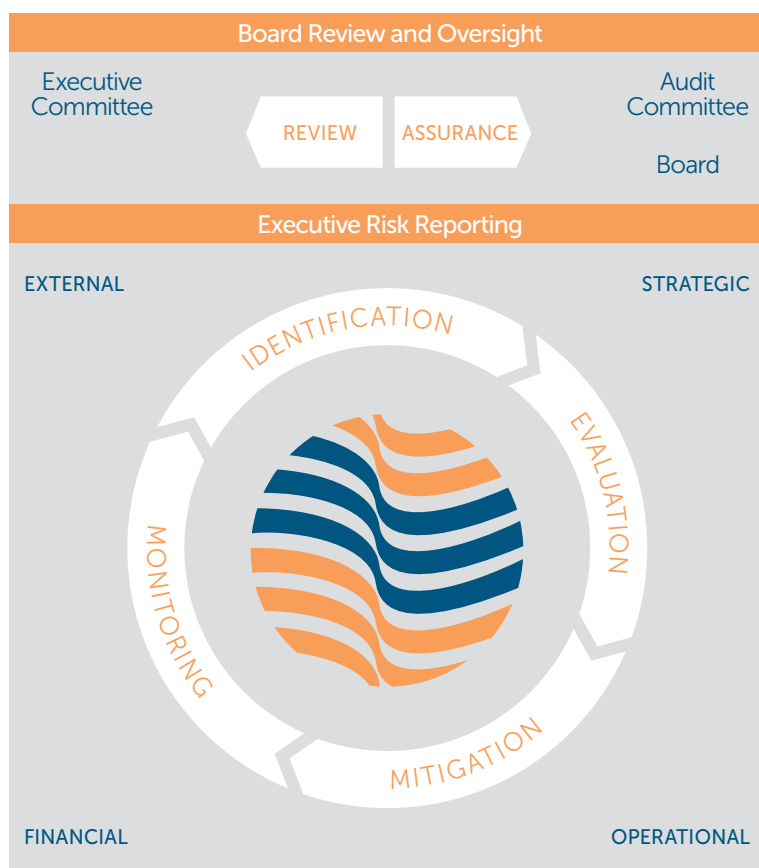 Board Review and Oversight
Executive
Committee
REVIEW
ASSURANCE
Audit
Committee
Board
Executive Risk Reporting
EXTERNAL
STRATEGIC
IDENTIFICATION
EVALUATION
MITIGATION
MONITORING
FINANCIAL
OPERATIONAL